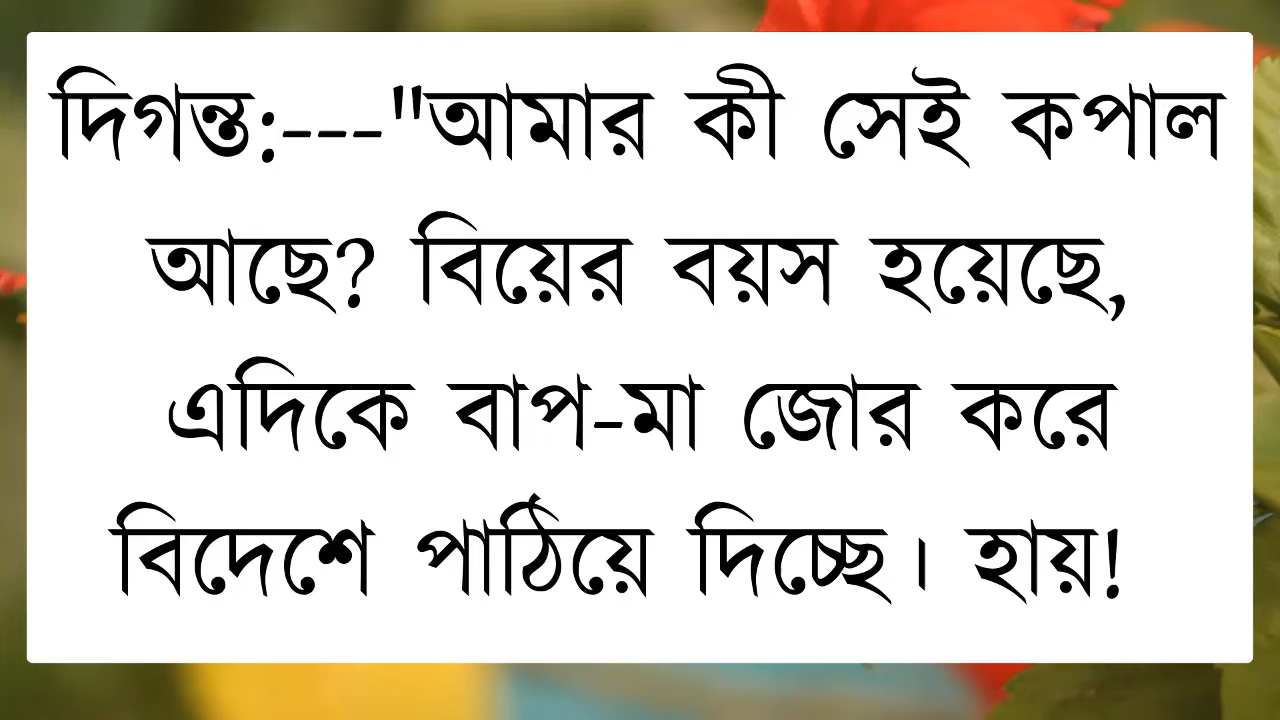 দিগন্ত:---"আমার কী সেই কপাল
আছে? বিয়ের বয়স হয়েছে,
এদিকে বাপ-মা জোর করে
বিদেশে পাঠিয়ে দিচ্ছে। হায়!